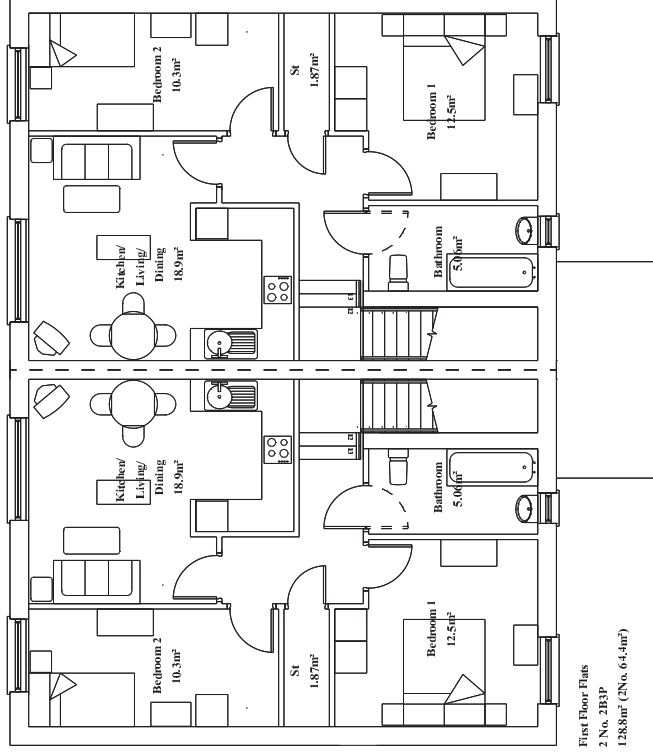 Bedroom 2
10.3m²
St
1.87m²
Bedroom 1
12.5m²
Kitchen/
Living/
Dining
18.9m²
Bathroom
5.06m²
Kitchen/
Living/
Dining
18.9m²
Bathroom
5.06m²
Bedroom 2
10.3m²
St
1.87m²
Bedroom 1
12.5m²
First Floor Flats
2 No. 2B3P
128.8m² (2No. 64.4m²)